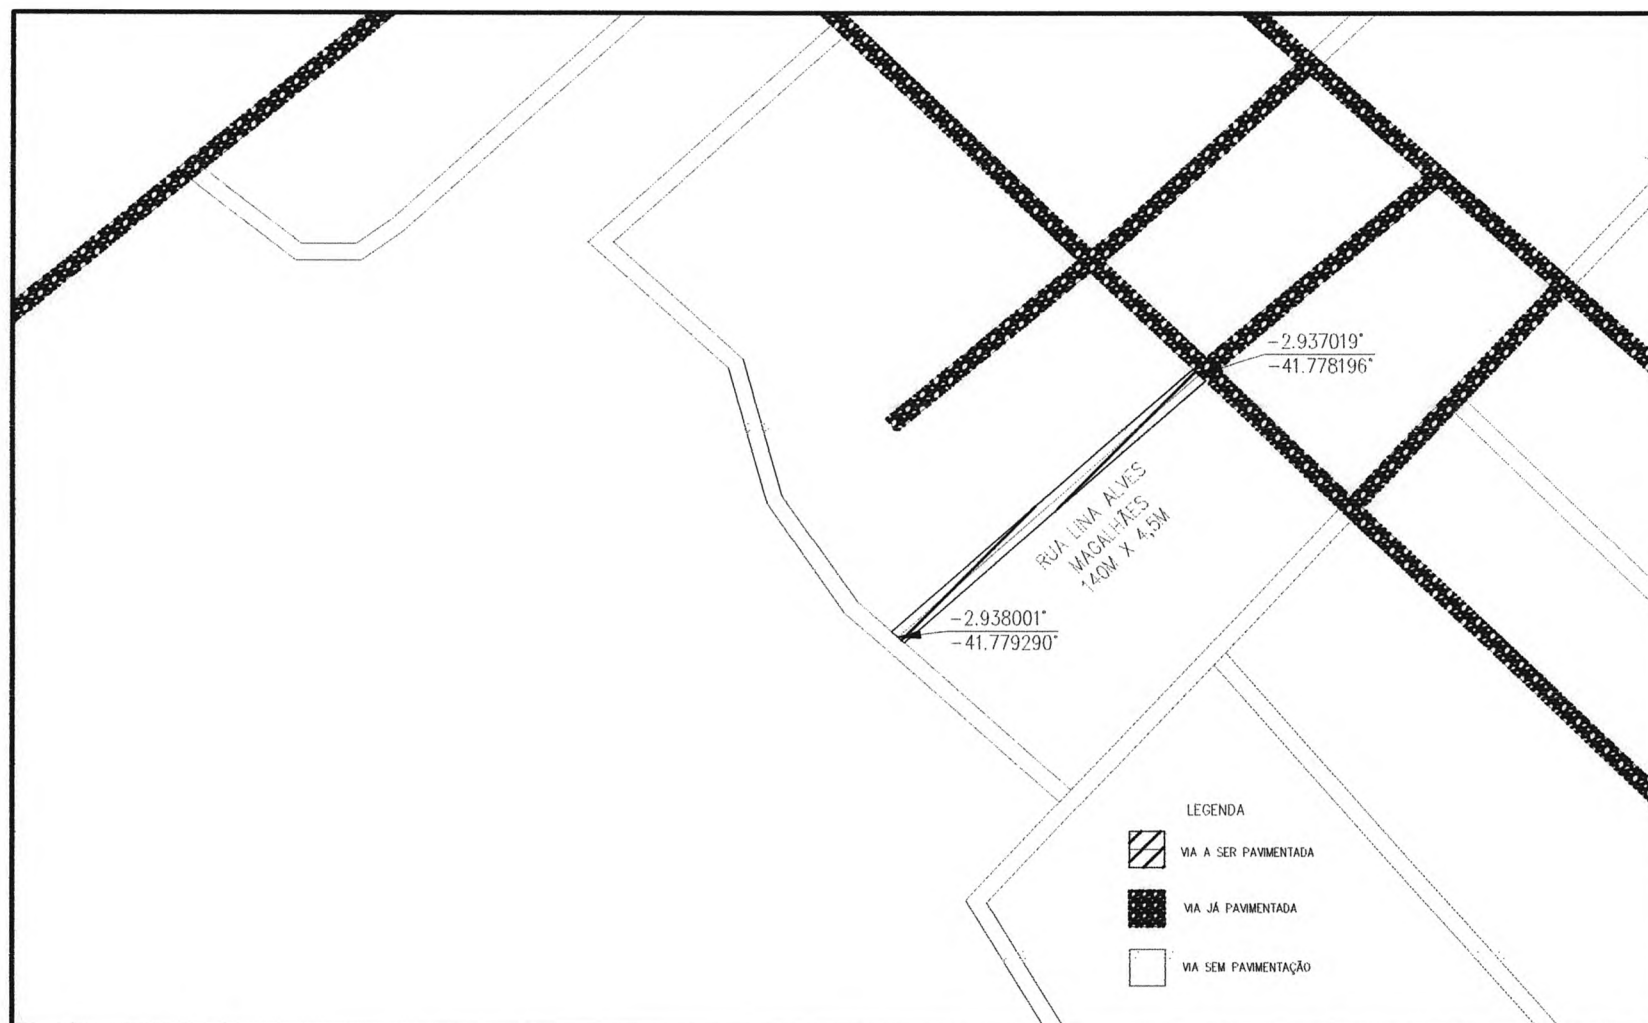 -2.937019°
-41.778196°
RUA LINA ALVES
MAGALHÃES
140M X 4,5M
-2.938001°
-41.779290°
LEGENDA
VIA A SER PAVIMENTADA
VIA JÁ PAVIMENTADA
VIA SEM PAVIMENTAÇÃO